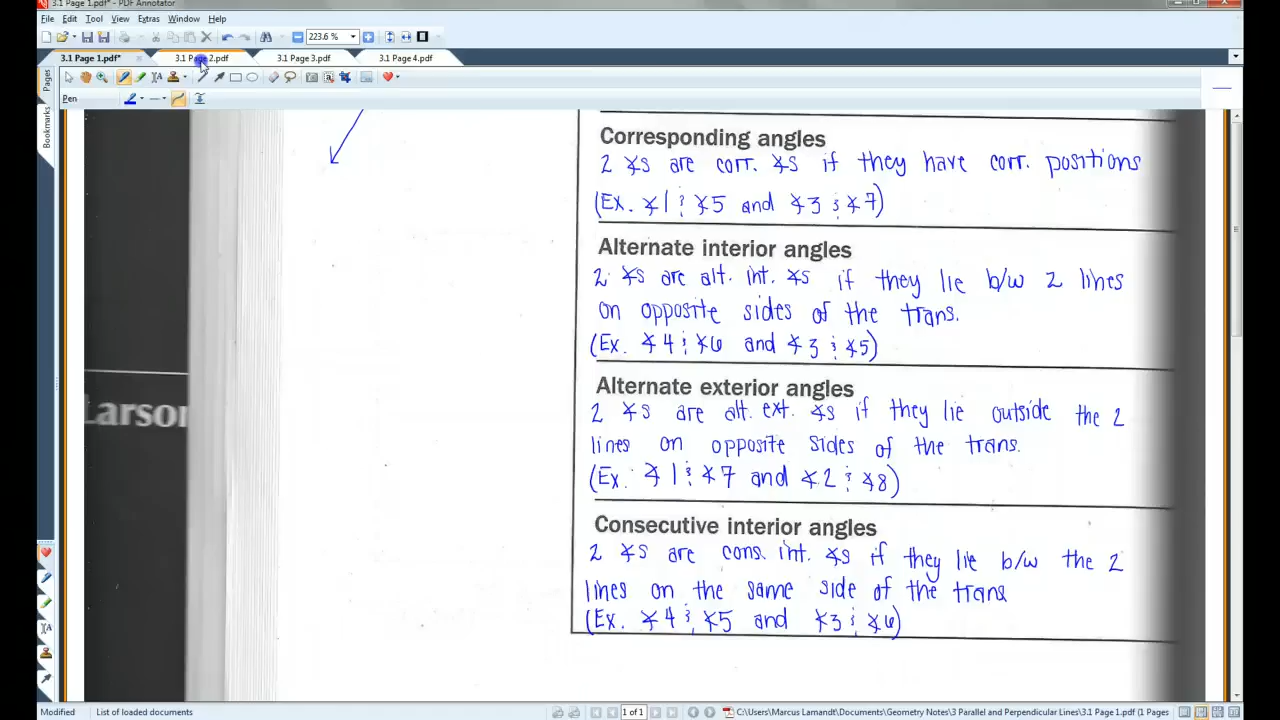 3.1 Page 1.pdf* - PDF Annotator
File Edit Tool View Extras Window Help
223.6 %
3.1 Page 1.pdf* 3.1 Page 2.pdf 3.1 Page 3.pdf 3.1 Page 4.pdf
Pen
Pages
Bookmarks
Larson
Corresponding angles
2 ∡s are corr. ∡s if they have corr. positions
(Ex. ∡1 & ∡5 and ∡3 & ∡7)
Alternate interior angles
2 ∡s are alt. int. ∡s if they lie b/w 2 lines
on opposite sides of the trans.
(Ex. ∡4 & ∡6 and ∡3 & ∡5)
Alternate exterior angles
2 ∡s are alt. ext. ∡s if they lie outside the 2
lines on opposite sides of the trans.
(Ex. ∡1 & ∡7 and ∡2 & ∡8)
Consecutive interior angles
2 ∡s are cons. int. ∡s if they lie b/w the 2
lines on the same side of the trans
(Ex. ∡4 & ∡5 and ∡3 & ∡6)
Modified List of loaded documents 1 of 1 C:\Users\Marcus Lamandt\Documents\Geometry Notes\3 Parallel and Perpendicular Lines\3.1 Page 1.pdf (1 Pages